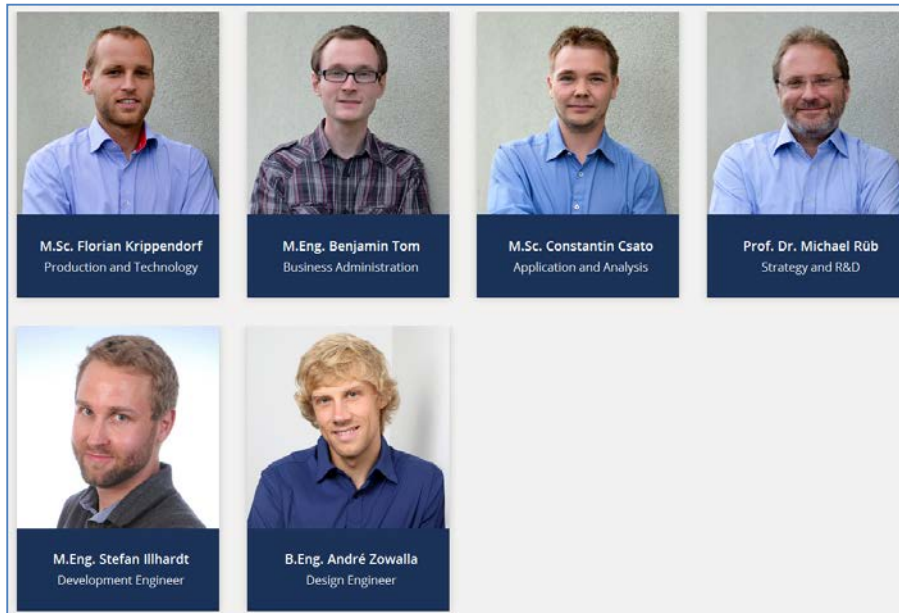 M.Sc. Florian Krippendorf
Production and Technology
M.Eng. Benjamin Tom
Business Administration
M.Sc. Constantin Csato
Application and Analysis
Prof. Dr. Michael Rüb
Strategy and R&D
M.Eng. Stefan Illhardt
Development Engineer
B.Eng. André Zowalla
Design Engineer